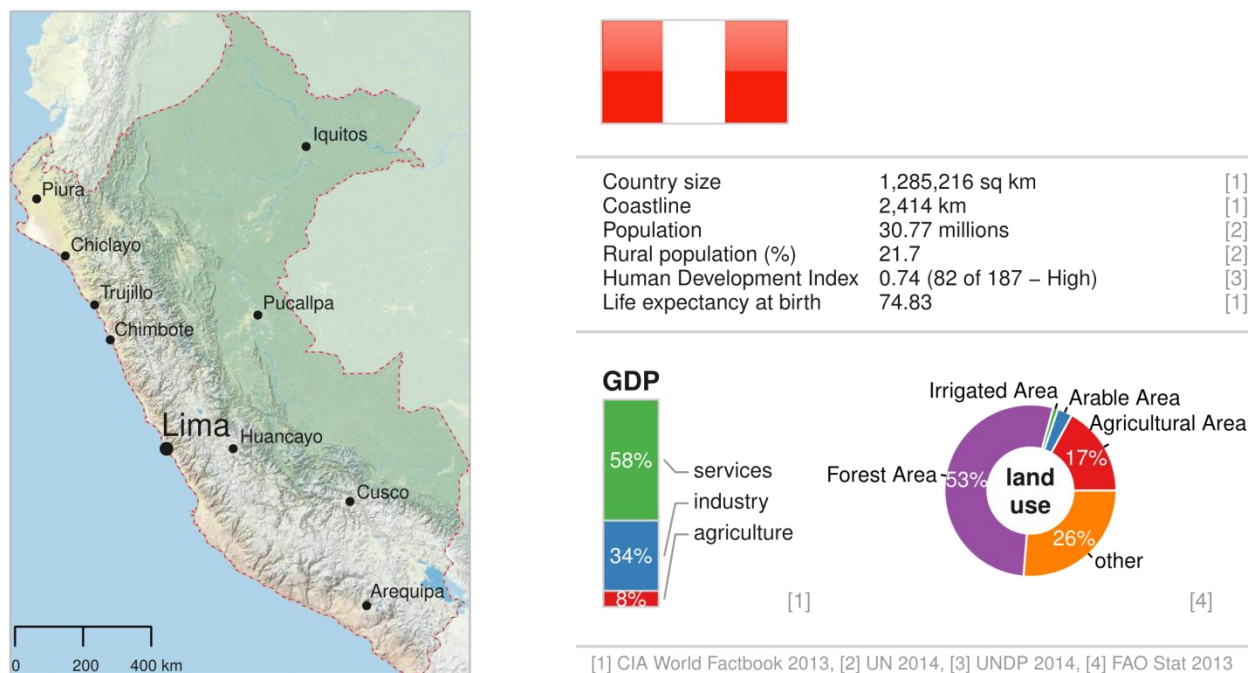 Iquitos
Piura
Chiclayo
Trujillo
Pucallpa
Chimbote
Lima
Huancayo
Cusco
Arequipa
0 200 400 km
Country size 1,285,216 sq km [1]
Coastline 2,414 km [1]
Population 30.77 millions [2]
Rural population (%) 21.7 [2]
Human Development Index 0.74 (82 of 187 – High) [3]
Life expectancy at birth 74.83 [1]
GDP
58%
services
industry
34%
agriculture
8%
[1]
Irrigated Area
Arable Area
Agricultural Area
17%
Forest Area
53%
land
use
26%
other
[4]
[1] CIA World Factbook 2013, [2] UN 2014, [3] UNDP 2014, [4] FAO Stat 2013